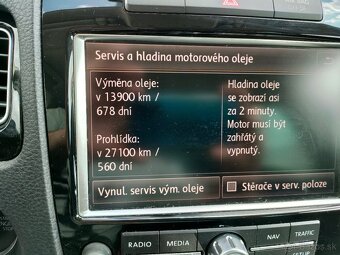 Servis a hladina motorového oleje
Výměna oleje:
v 13900 km /
678 dní
Prohlídka:
v 27100 km /
560 dní
Hladina oleje
se zobrazí asi
za 2 minuty.
Motor musí být
zahřátý a
vypnutý.
Vynul. servis vým. oleje
Stěrače v serv. poloze
RADIO
MEDIA
NAV
TRAFFIC
SETUP